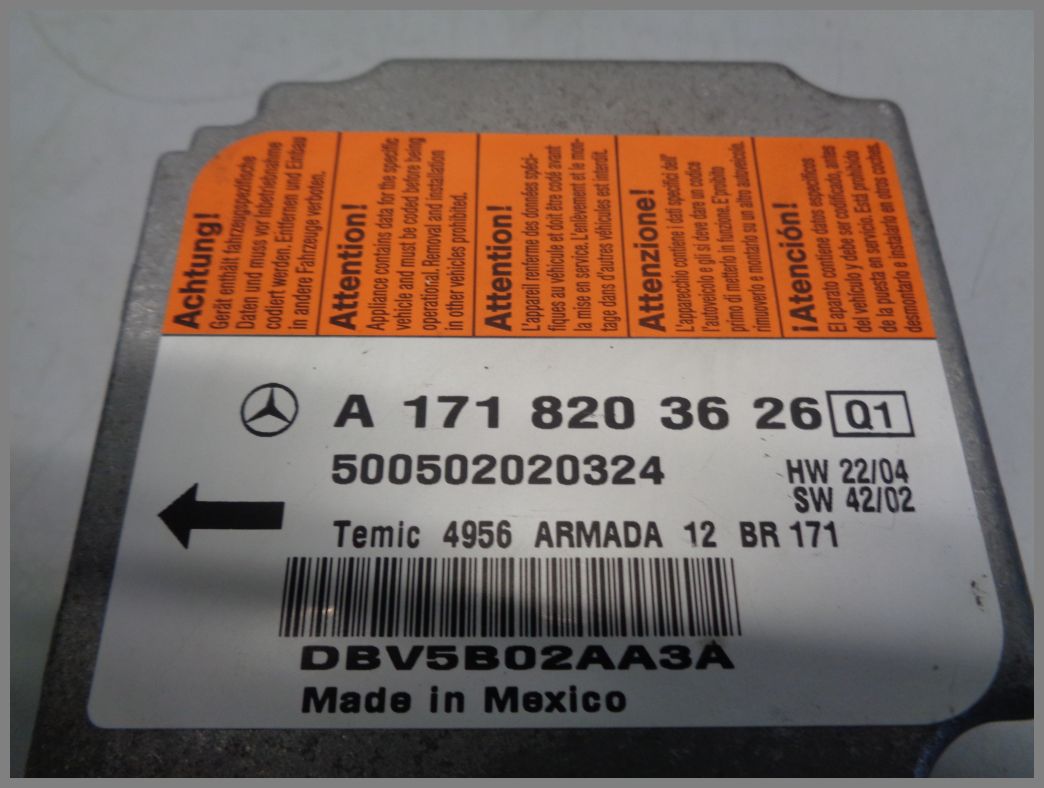 Achtung!
Gerät enthält fahrzeugspezifische
Daten und muss vor Inbetriebnahme
codiert werden. Entfernen und Einbau
in andere Fahrzeuge verboten.
Attention!
Appliance contains data for the specific
vehicle and must be coded before being
operational. Removal and installation
in other vehicles prohibited.
Attention!
L'appareil renferme des données spéci-
fiques au véhicule et doit être codé avant
la mise en service. L'enlèvement et le mon-
tage dans d'autres véhicules est interdit.
Attenzione!
L'apparecchio contiene i dati specifici dell'
l'autoveicolo e gli si deve dare un codice
primo di meterlo in funzione. E'proibito
rimuoverlo e montarlo su un altro autoveicolo.
¡Atención!
El aparato contiene datos especificos
del vehiculo y debe ser codificado, antes
de la puesta en servicio. Está prohibido
desmontarlo e instalarle en otros coches.
A 171 820 36 26 Q1
500502020324
HW 22/04
SW 42/02
Temic 4956 ARMADA 12 BR 171
DBV5B02AA3A
Made in Mexico